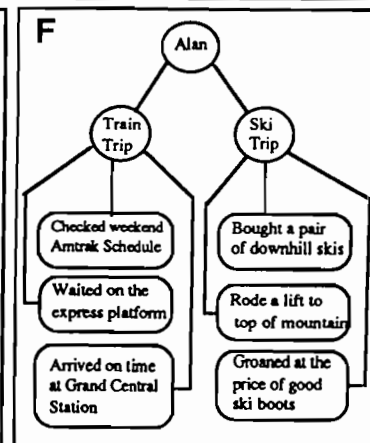 F
Alan
Train
Trip
Ski
Trip
Checked weekend
Amtrak Schedule
Waited on the
express platform
Arrived on time
at Grand Central
Station
Bought a pair
of downhill skis
Rode a lift to
top of mountain
Groaned at the
price of good
ski boots